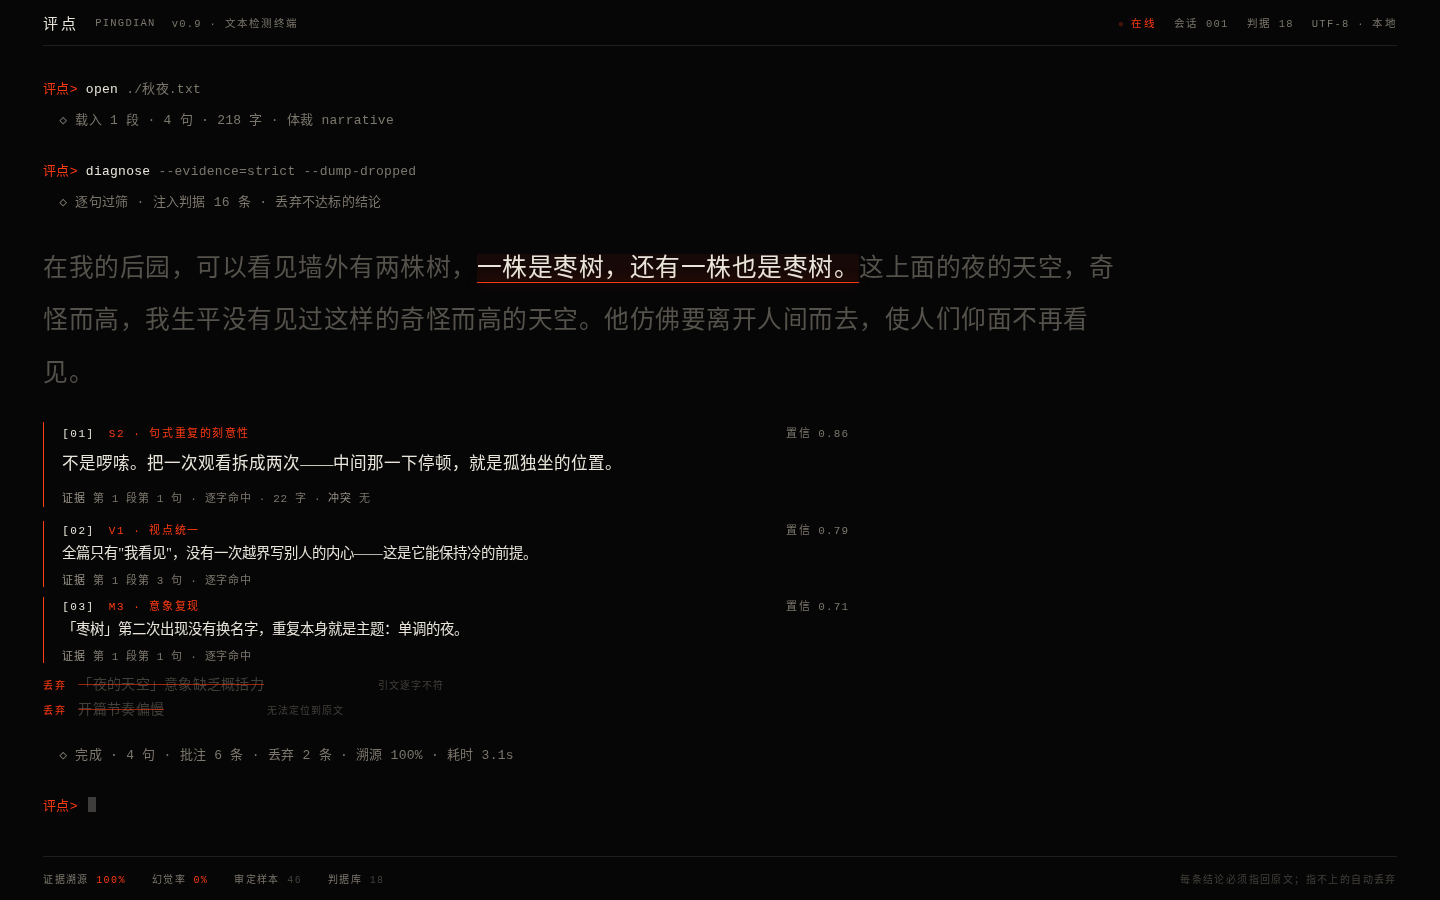 评点 PINGDIAN v0.9 · 文本检测终端 在线 会话 001 判据 18 UTF-8 · 本地
评点> open ./秋夜.txt
◇ 载入 1 段 · 4 句 · 218 字 · 体裁 narrative
评点> diagnose --evidence=strict --dump-dropped
◇ 逐句过筛 · 注入判据 16 条 · 丢弃不达标的结论
在我的后园，可以看见墙外有两株树，一株是枣树，还有一株也是枣树。这上面的夜的天空，奇
怪而高，我生平没有见过这样的奇怪而高的天空。他仿佛要离开人间而去，使人们仰面不再看
见。
[01] S2 · 句式重复的刻意性 置信 0.86
不是啰嗦。把一次观看拆成两次——中间那一下停顿，就是孤独坐的位置。
证据 第 1 段第 1 句 · 逐字命中 · 22 字 · 冲突 无
[02] V1 · 视点统一 置信 0.79
全篇只有"我看见"，没有一次越界写别人的内心——这是它能保持冷的前提。
证据 第 1 段第 3 句 · 逐字命中
[03] M3 · 意象复现 置信 0.71
「枣树」第二次出现没有换名字，重复本身就是主题：单调的夜。
证据 第 1 段第 1 句 · 逐字命中
丢弃 「夜的天空」意象缺乏概括力 引文逐字不符
丢弃 开篇节奏偏慢 无法定位到原文
◇ 完成 · 4 句 · 批注 6 条 · 丢弃 2 条 · 溯源 100% · 耗时 3.1s
评点>
证据溯源 100% 幻觉率 0% 审定样本 46 判据库 18 每条结论必须指回原文；指不上的自动丢弃